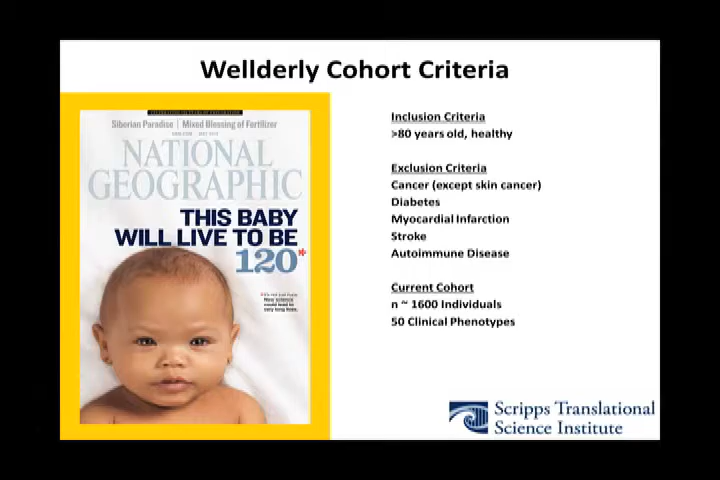 Wellderly Cohort Criteria
Siberian Paradise | Mixed Blessing of Fertilizer
NATIONAL
GEOGRAPHIC
THIS BABY
WILL LIVE TO BE
120*
Inclusion Criteria
>80 years old, healthy
Exclusion Criteria
Cancer (except skin cancer)
Diabetes
Myocardial Infarction
Stroke
Autoimmune Disease
Current Cohort
n ~ 1600 Individuals
50 Clinical Phenotypes
Scripps Translational
Science Institute